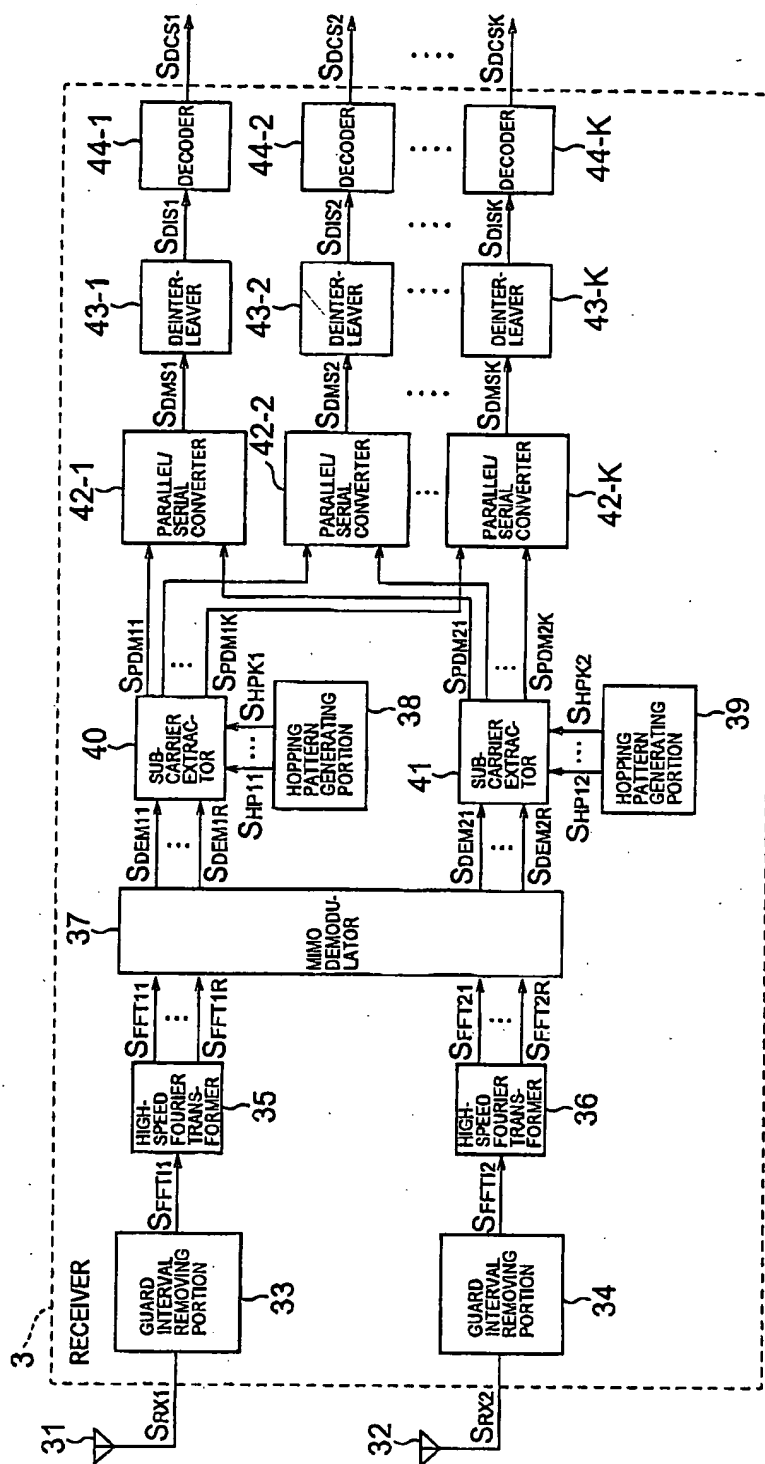 3
RECEIVER
31
SRX1
GUARD
INTERVAL
REMOVING
PORTION
33
SFFTI1
HIGH-
SPEED
FOURIER
TRANS-
FORMER
35
SFFT11
⋮
SFFT1R
32
SRX2
GUARD
INTERVAL
REMOVING
PORTION
34
SFFTI2
HIGH-
SPEED
FOURIER
TRANS-
FORMER
36
SFFT21
⋮
SFFT2R
37
MIMO
DEMODU-
LATOR
SDEM11
⋮
SDEM1R
40
SUB-
CARRIER
EXTRAC-
TOR
SHP11 ⋯ SHPK1
HOPPING
PATTERN
GENERATING
PORTION
38
SPDM11
⋮
SPDM1K
SDEM21
⋮
SDEM2R
41
SUB-
CARRIER
EXTRAC-
TOR
SHP12 ⋯ SHPK2
HOPPING
PATTERN
GENERATING
PORTION
39
SPDM21
⋮
SPDM2K
42-1
PARALLEL/
SERIAL
CONVERTER
SDMS1
43-1
DEINTER-
LEAVER
SDIS1
44-1
DECODER
SDCS1
42-2
PARALLEL/
SERIAL
CONVERTER
SDMS2
43-2
DEINTER-
LEAVER
SDIS2
44-2
DECODER
SDCS2
....
42-K
PARALLEL/
SERIAL
CONVERTER
SDMSK
43-K
DEINTER-
LEAVER
SDISK
44-K
DECODER
SDCSK